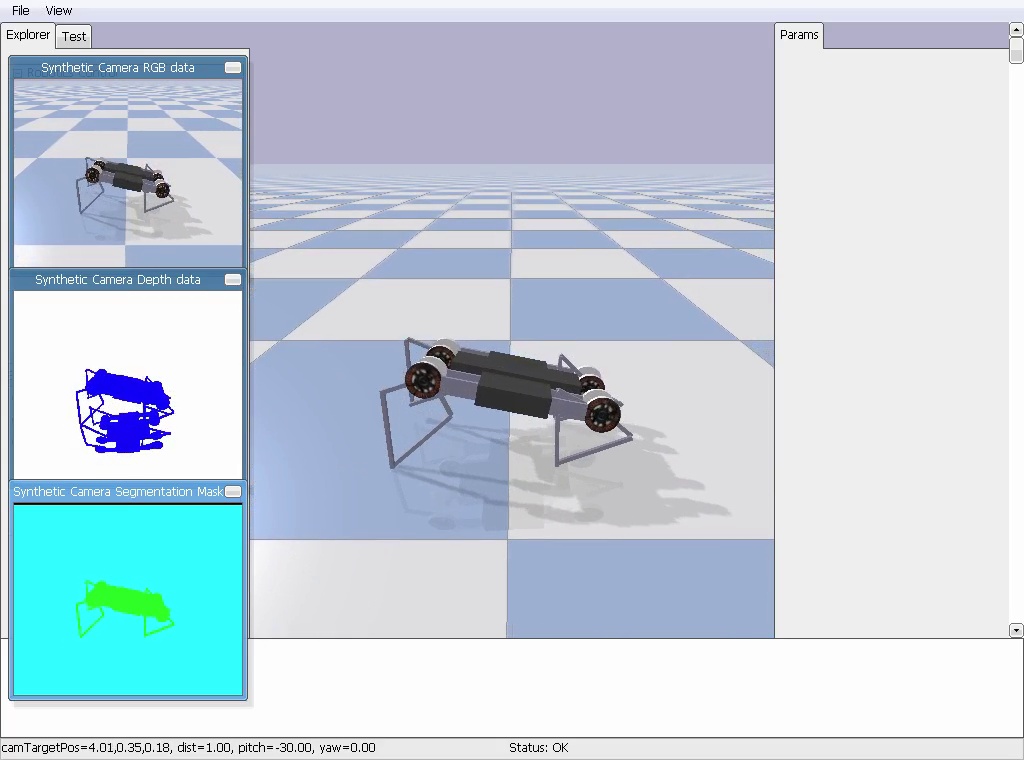 File View
Explorer Test
Params
Synthetic Camera RGB data
Synthetic Camera Depth data
Synthetic Camera Segmentation Mask
camTargetPos=4.01,0.35,0.18, dist=1.00, pitch=-30.00, yaw=0.00
Status: OK